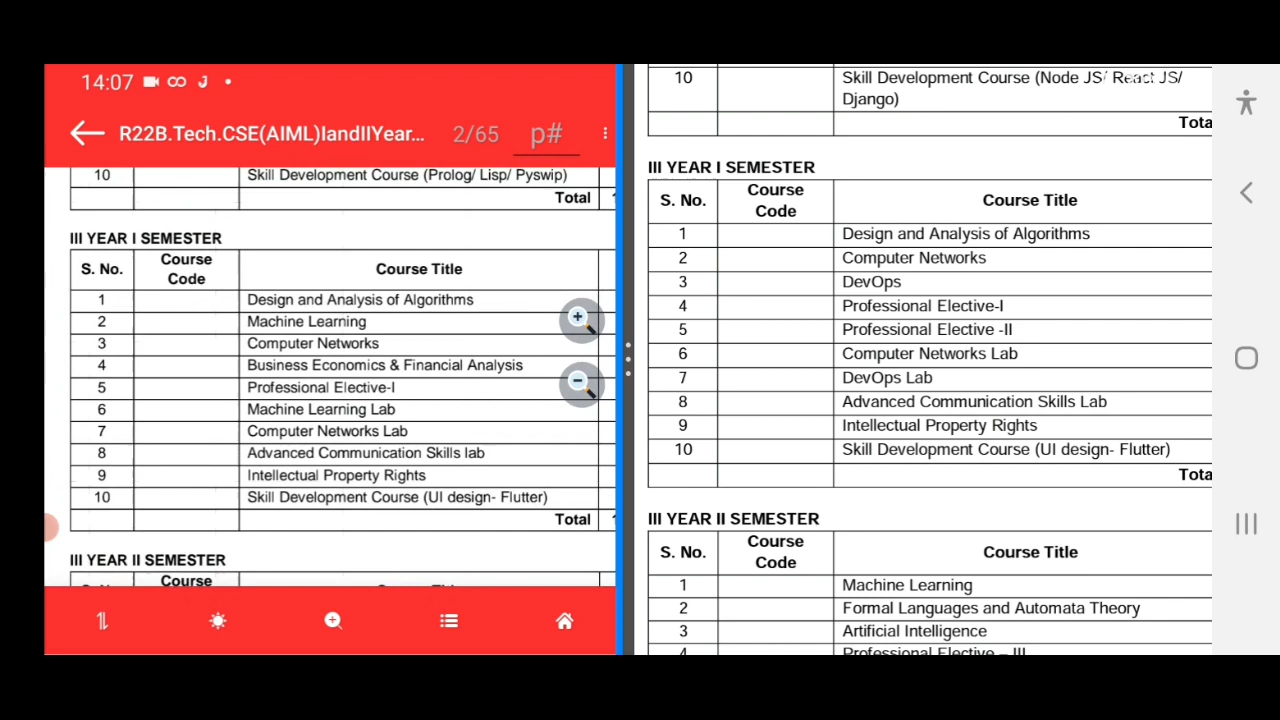 14:07
R22B.Tech.CSE(AIML)IandIIYear... 2/65 p#
10 Skill Development Course (Prolog/ Lisp/ Pyswip)
Total
III YEAR I SEMESTER
S. No. Course Code Course Title
1 Design and Analysis of Algorithms
2 Machine Learning
3 Computer Networks
4 Business Economics & Financial Analysis
5 Professional Elective-I
6 Machine Learning Lab
7 Computer Networks Lab
8 Advanced Communication Skills lab
9 Intellectual Property Rights
10 Skill Development Course (UI design- Flutter)
Total
III YEAR II SEMESTER
Course
10 Skill Development Course (Node JS/ React JS/
Django)
Tota
III YEAR I SEMESTER
S. No. Course Code Course Title
1 Design and Analysis of Algorithms
2 Computer Networks
3 DevOps
4 Professional Elective-I
5 Professional Elective -II
6 Computer Networks Lab
7 DevOps Lab
8 Advanced Communication Skills Lab
9 Intellectual Property Rights
10 Skill Development Course (UI design- Flutter)
Tota
III YEAR II SEMESTER
S. No. Course Code Course Title
1 Machine Learning
2 Formal Languages and Automata Theory
3 Artificial Intelligence
4 Professional Elective – III